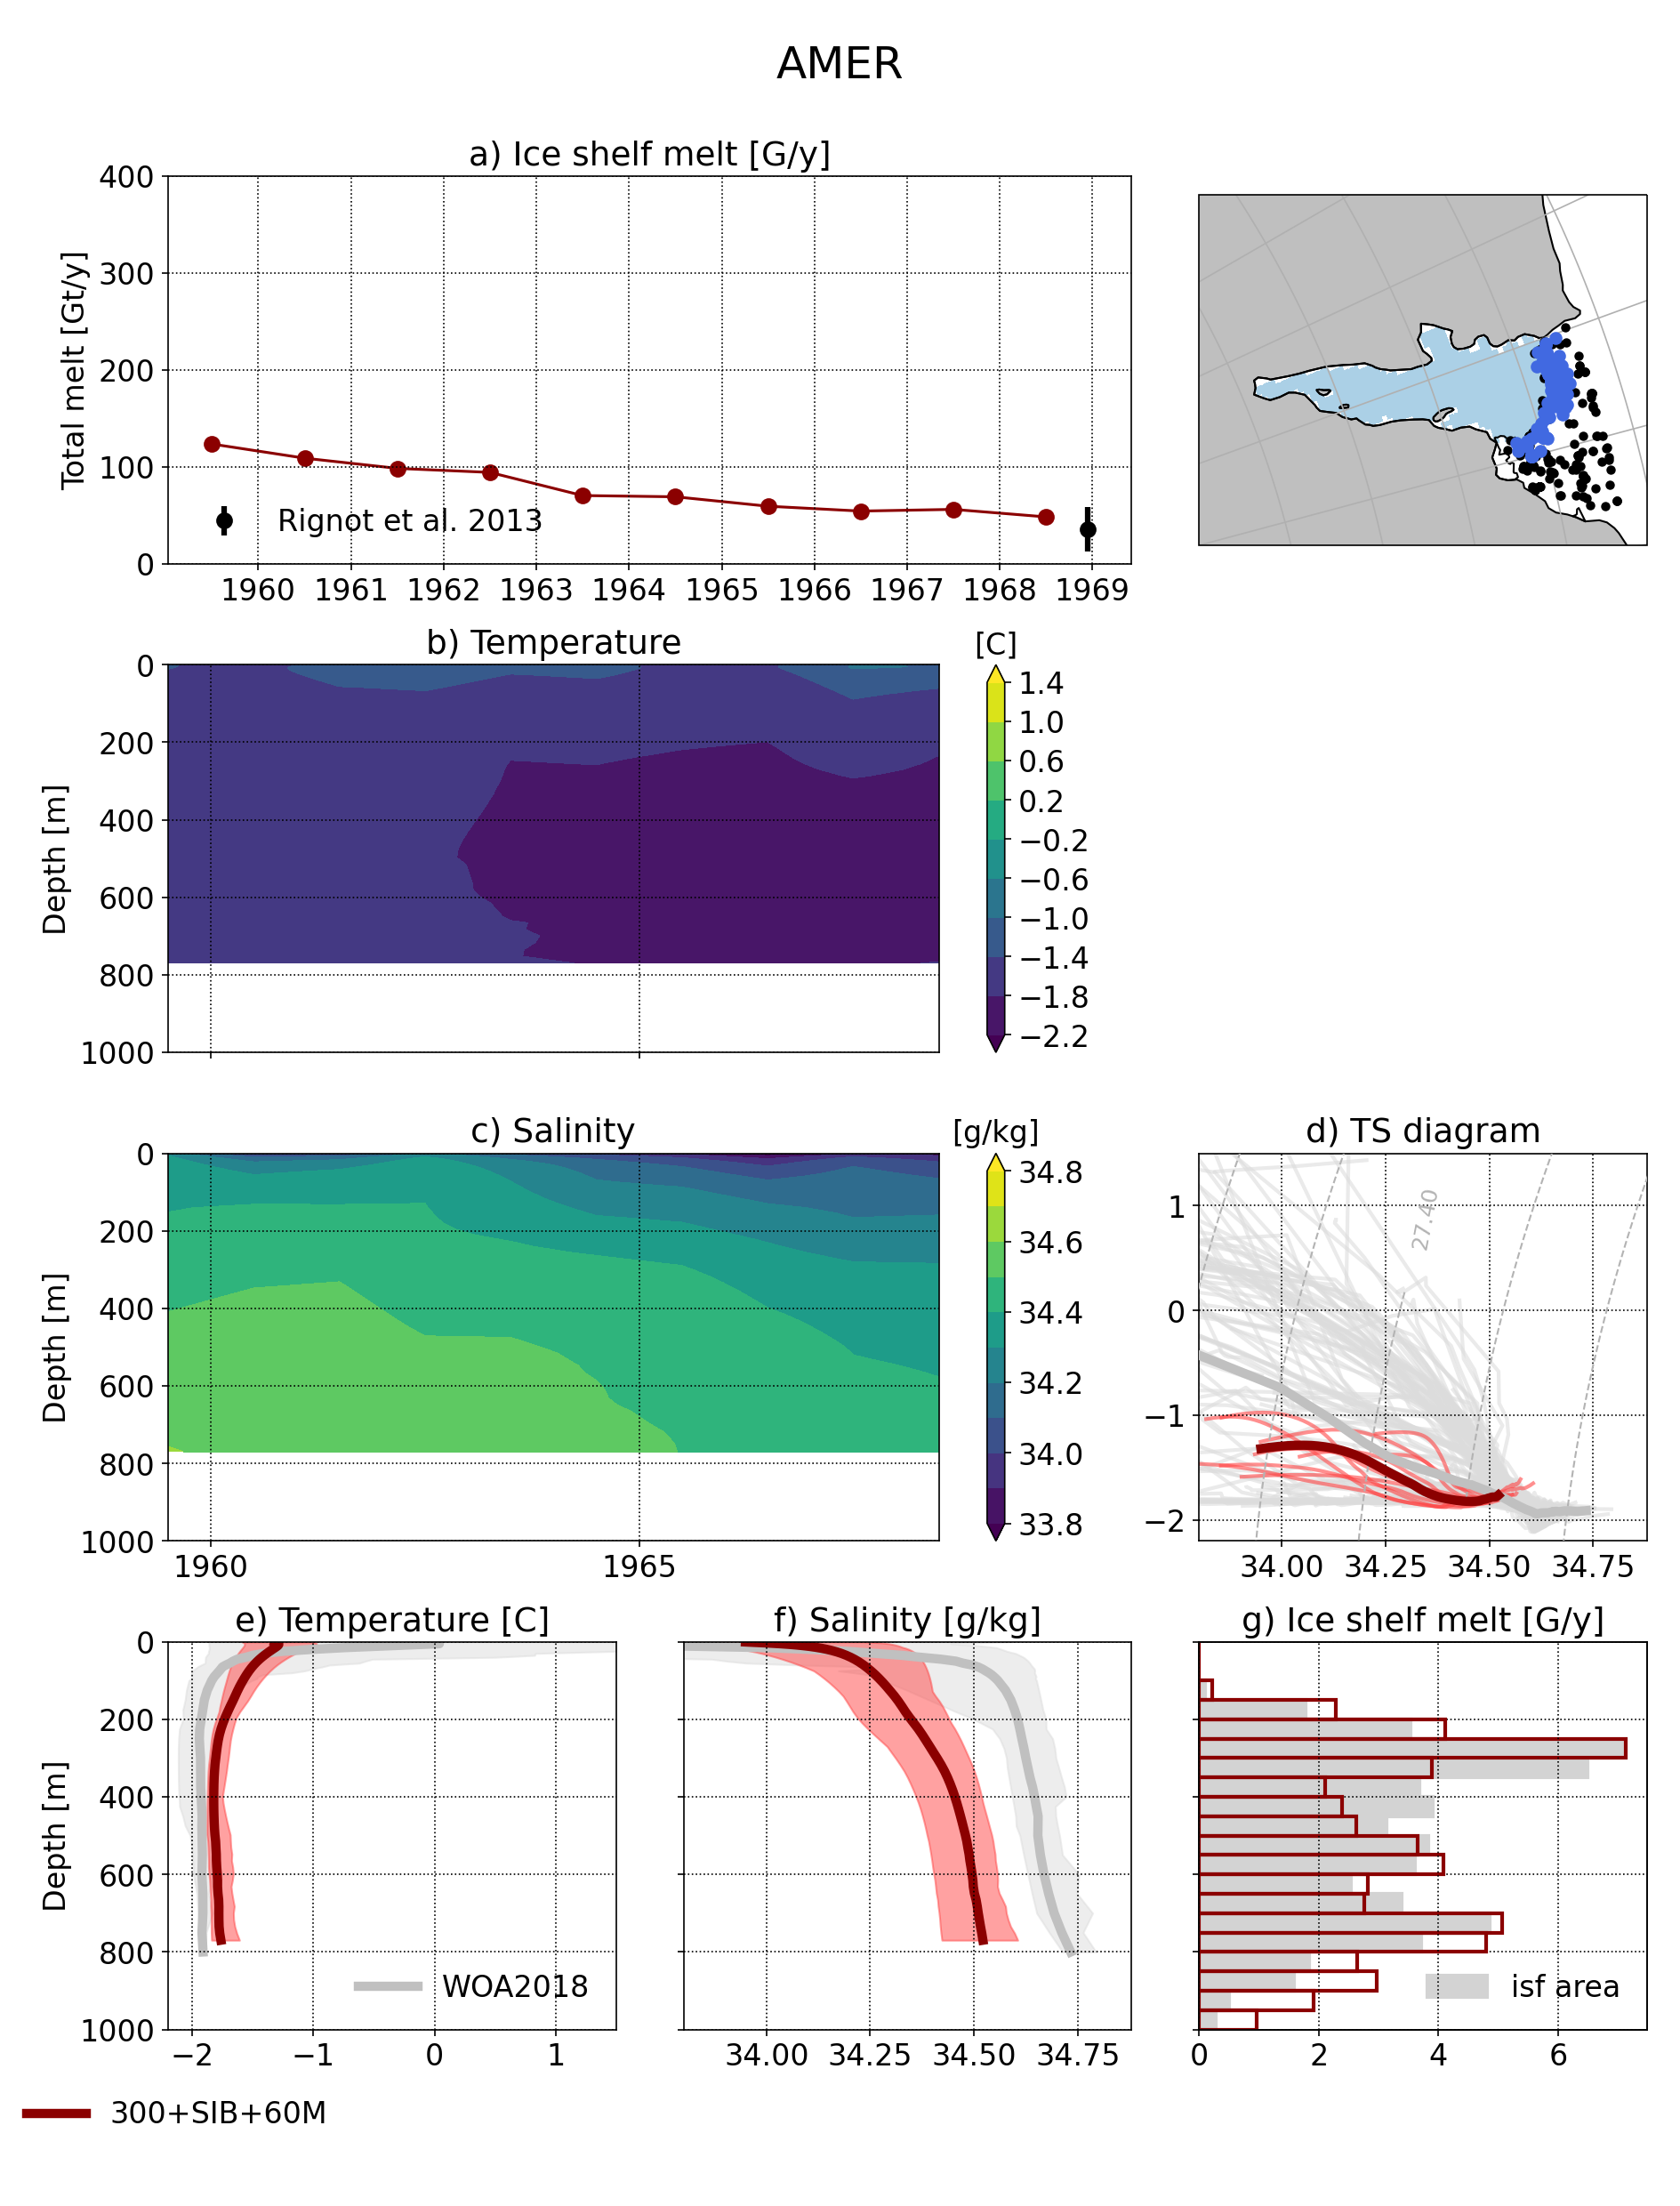 AMER
a) Ice shelf melt [G/y]
Total melt [Gt/y]
400
300
200
100
0
Rignot et al. 2013
1960 1961 1962 1963 1964 1965 1966 1967 1968 1969
b) Temperature
[C]
Depth [m]
0
200
400
600
800
1000
1.4
1.0
0.6
0.2
−0.2
−0.6
−1.0
−1.4
−1.8
−2.2
c) Salinity
[g/kg]
Depth [m]
0
200
400
600
800
1000
1960 1965
34.8
34.6
34.4
34.2
34.0
33.8
d) TS diagram
27.40
1
0
−1
−2
34.00 34.25 34.50 34.75
e) Temperature [C]
Depth [m]
0
200
400
600
800
1000
WOA2018
−2 −1 0 1
f) Salinity [g/kg]
34.00 34.25 34.50 34.75
g) Ice shelf melt [G/y]
isf area
0 2 4 6
300+SIB+60M